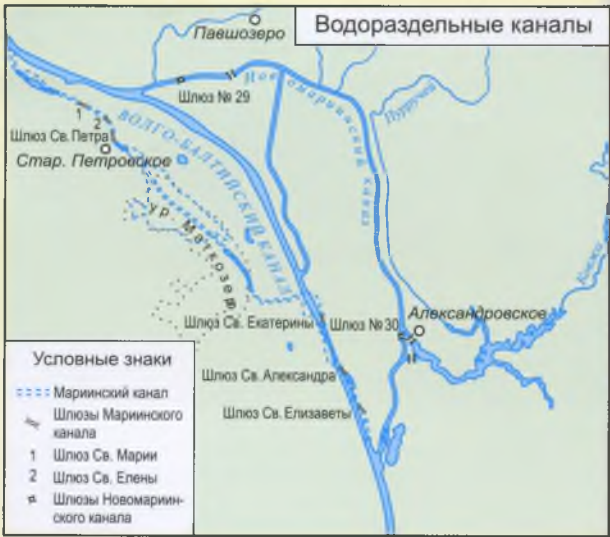 Водораздельные каналы
Павшозеро
Шлюз № 29
Новомариинский канал
Пурручей
1
2
Шлюз Св. Петра
Стар. Петровское
ВОЛГО-БАЛТИЙСКИЙ КАНАЛ
ур. Маткозеро
Ковжа
Шлюз Св. Екатерины
Шлюз № 30
Александровское
Шлюз Св. Александра
Шлюз Св. Елизаветы
Условные знаки
Мариинский канал
Шлюзы Мариинского
канала
1 Шлюз Св. Марии
2 Шлюз Св. Елены
Шлюзы Новомариин-
ского канала